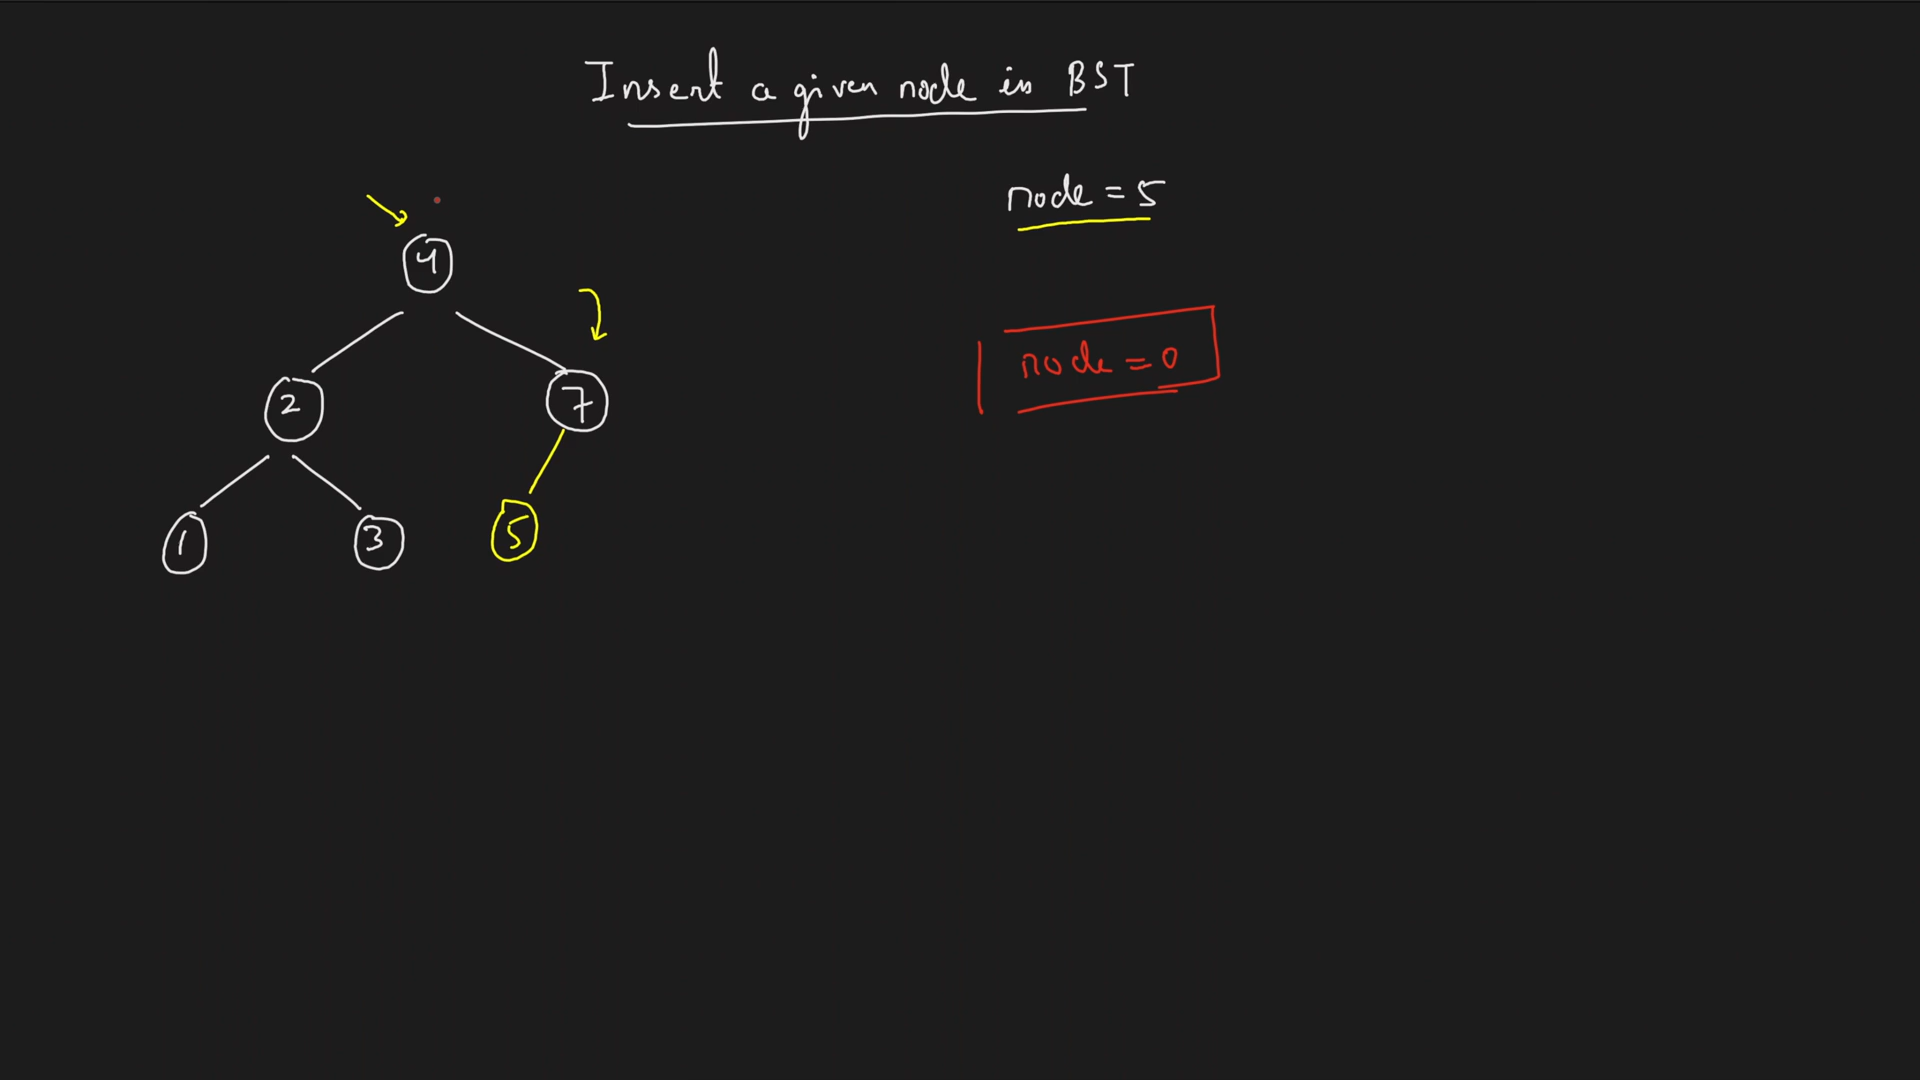 Insert a given node in BST
node = 5
4
node = 0
2
7
1
3
5